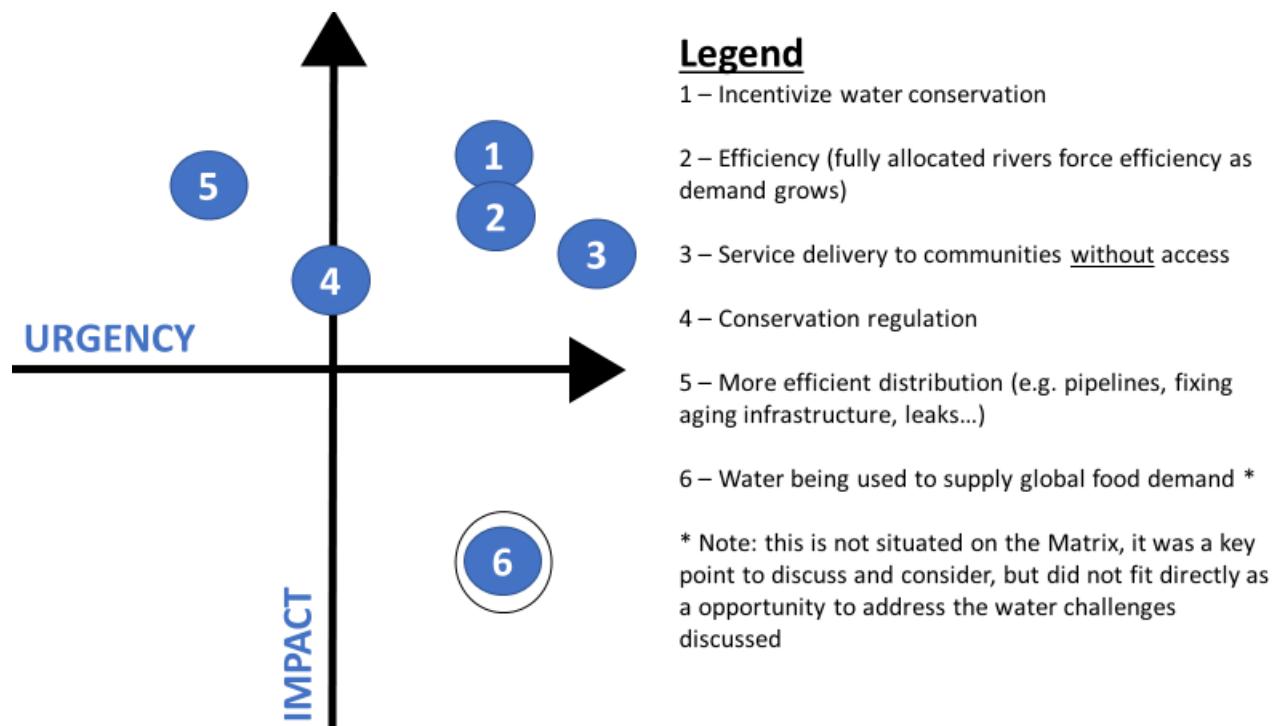 Legend
1 – Incentivize water conservation
2 – Efficiency (fully allocated rivers force efficiency as
demand grows)
3 – Service delivery to communities without access
4 – Conservation regulation
5 – More efficient distribution (e.g. pipelines, fixing
aging infrastructure, leaks…)
6 – Water being used to supply global food demand *
* Note: this is not situated on the Matrix, it was a key
point to discuss and consider, but did not fit directly as
a opportunity to address the water challenges
discussed
1
5
2
3
4
URGENCY
6
IMPACT